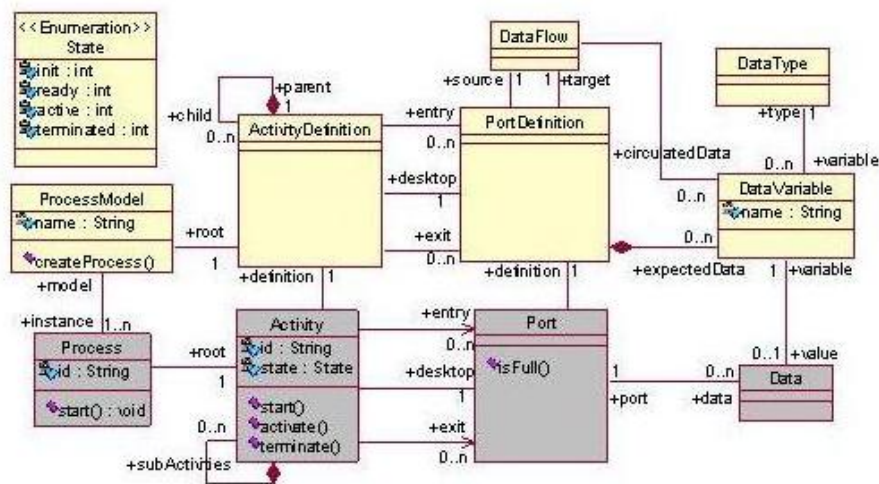 <<Enumeration>>
State
init : int
ready : int
active : int
terminated : int
+child
0..n
+parent
1
ActivityDefinition
+entry
0..n
+desktop
1
+exit
0..n
DataFlow
+source
1
1
+target
PortDefinition
+circulatedData
0..n
DataType
+type
1
0..n
+variable
DataVariable
name : String
ProcessModel
name : String
createProcess()
+root
1
+model
+instance
1..n
+definition
1
+definition
1
0..n
+expectedData
1
+variable
Process
id : String
start() : void
+root
1
Activity
id : String
state : State
start()
activate()
terminate()
0..n
+subActivities
+entry
0..n
+desktop
1
+exit
0..n
Port
isFull()
1
+port
0..n
+data
0..1
+value
Data